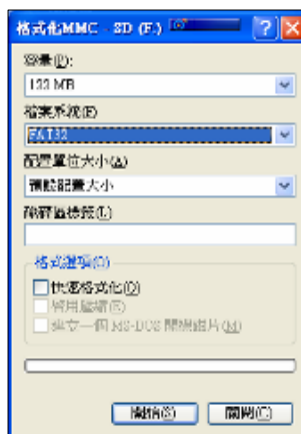 格式化MMC - SD (F:)
容量(P):
122 MB
檔案系統(F)
FAT32
配置單位大小(A)
預設配置大小
磁碟區標籤(L)
格式選項(O)
快速格式化(Q)
啟用壓縮(E)
建立一個 MS-DOS 開機磁片(M)
開始(S)
關閉(C)